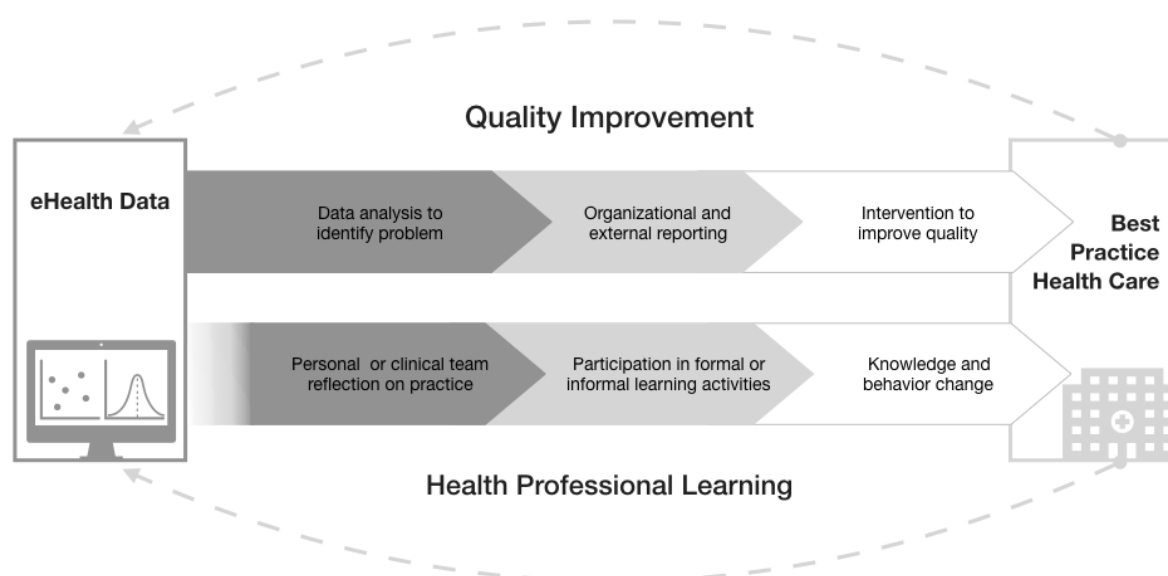 Quality Improvement
eHealth Data
Data analysis to
identify problem
Organizational and
external reporting
Intervention to
improve quality
Best
Practice
Health Care
Personal or clinical team
reflection on practice
Participation in formal or
informal learning activities
Knowledge and
behavior change
Health Professional Learning